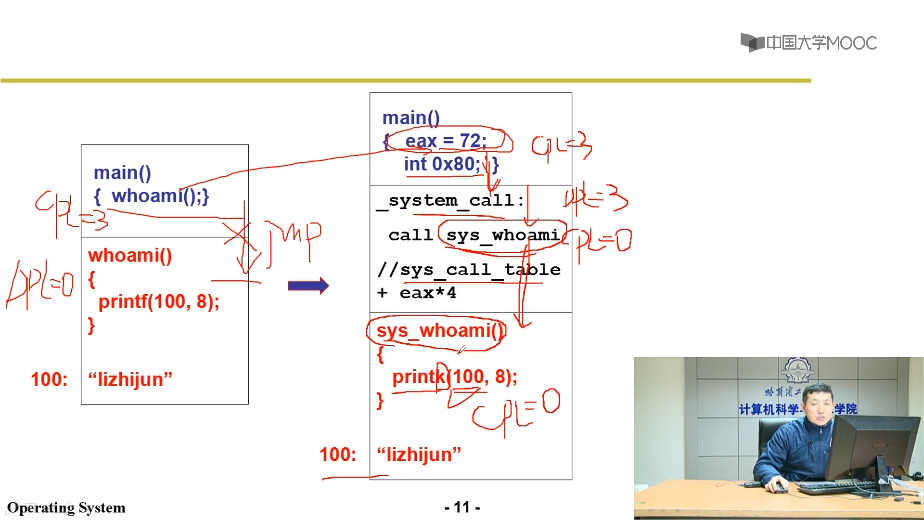 中国大学MOOC
main()
{ whoami();}
CPL=3
jmp
whoami()
{
printf(100, 8);
}
DPL=0
100: “lizhijun”
main()
{ eax = 72;
int 0x80; }
CPL=3
_system_call:
DPL=3
call sys_whoami
CPL=0
//sys_call_table
+ eax*4
sys_whoami()
{
printk(100, 8);
}
CPL=0
100: “lizhijun”
计算机科学 学院
Operating System
- 11 -